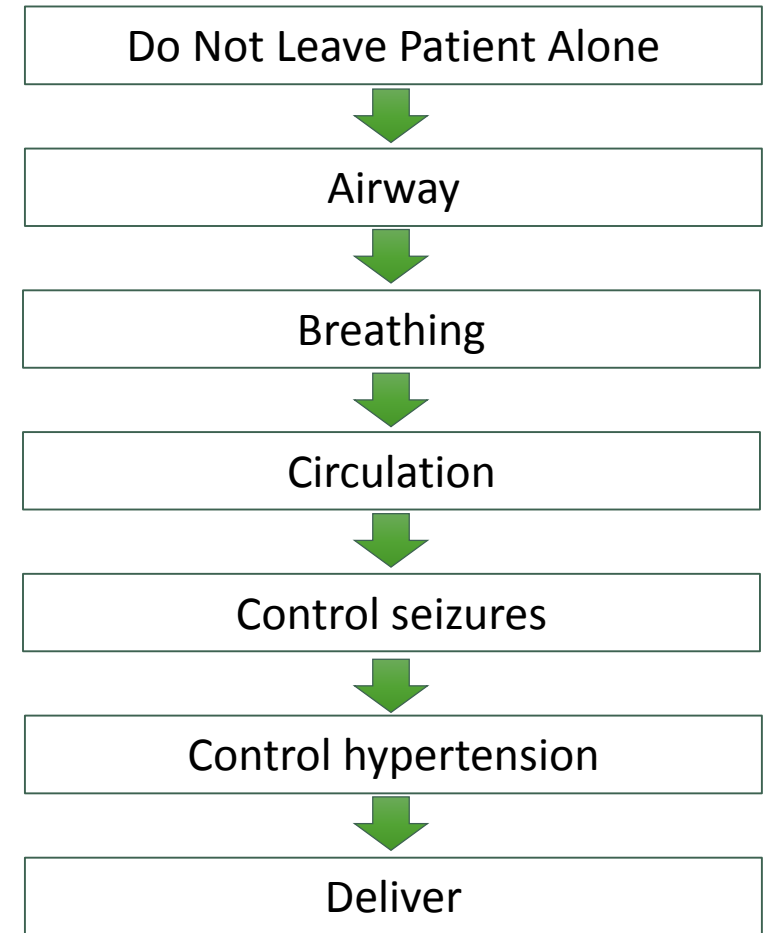 Do Not Leave Patient Alone
Airway
Breathing
Circulation
Control seizures
Control hypertension
Deliver